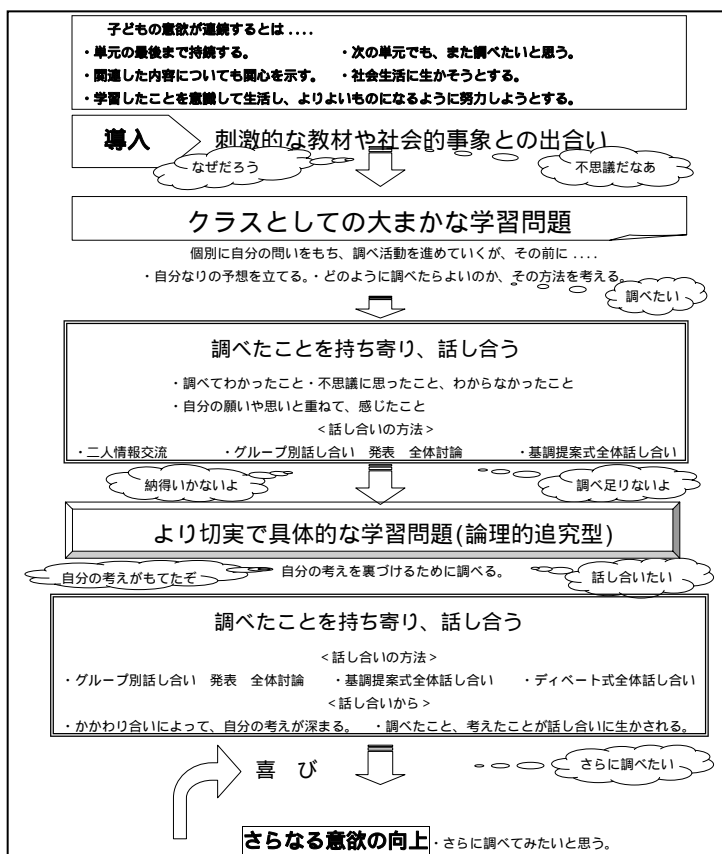 子どもの意欲が連続するとは....
・単元の最後まで持続する。　・次の単元でも、また調べたいと思う。
・関連した内容についても関心を示す。　・社会生活に生かそうとする。
・学習したことを意識して生活し、よりよいものになるように努力しようとする。
導入　刺激的な教材や社会的事象との出合い
なぜだろう　不思議だなあ
クラスとしての大まかな学習問題
個別に自分の問いをもち、調べ活動を進めていくが、その前に....
・自分なりの予想を立てる。・どのように調べたらよいのか、その方法を考える。
調べたい
調べたことを持ち寄り、話し合う
・調べてわかったこと・不思議に思ったこと、わからなかったこと
・自分の願いや思いと重ねて、感じたこと
<話し合いの方法>
・二人情報交流　・グループ別話し合い　発表　全体討論　・基調提案式全体話し合い
納得いかないよ　調べ足りないよ
より切実で具体的な学習問題(論理的追究型)
自分の考えがもてたぞ　自分の考えを裏づけるために調べる。　話し合いたい
調べたことを持ち寄り、話し合う
<話し合いの方法>
・グループ別話し合い　発表　全体討論　・基調提案式全体話し合い　・ディベート式全体話し合い
<話し合いから>
・かかわり合いによって、自分の考えが深まる。　・調べたこと、考えたことが話し合いに生かされる。
喜　び　さらに調べたい
さらなる意欲の向上・さらに調べてみたいと思う。